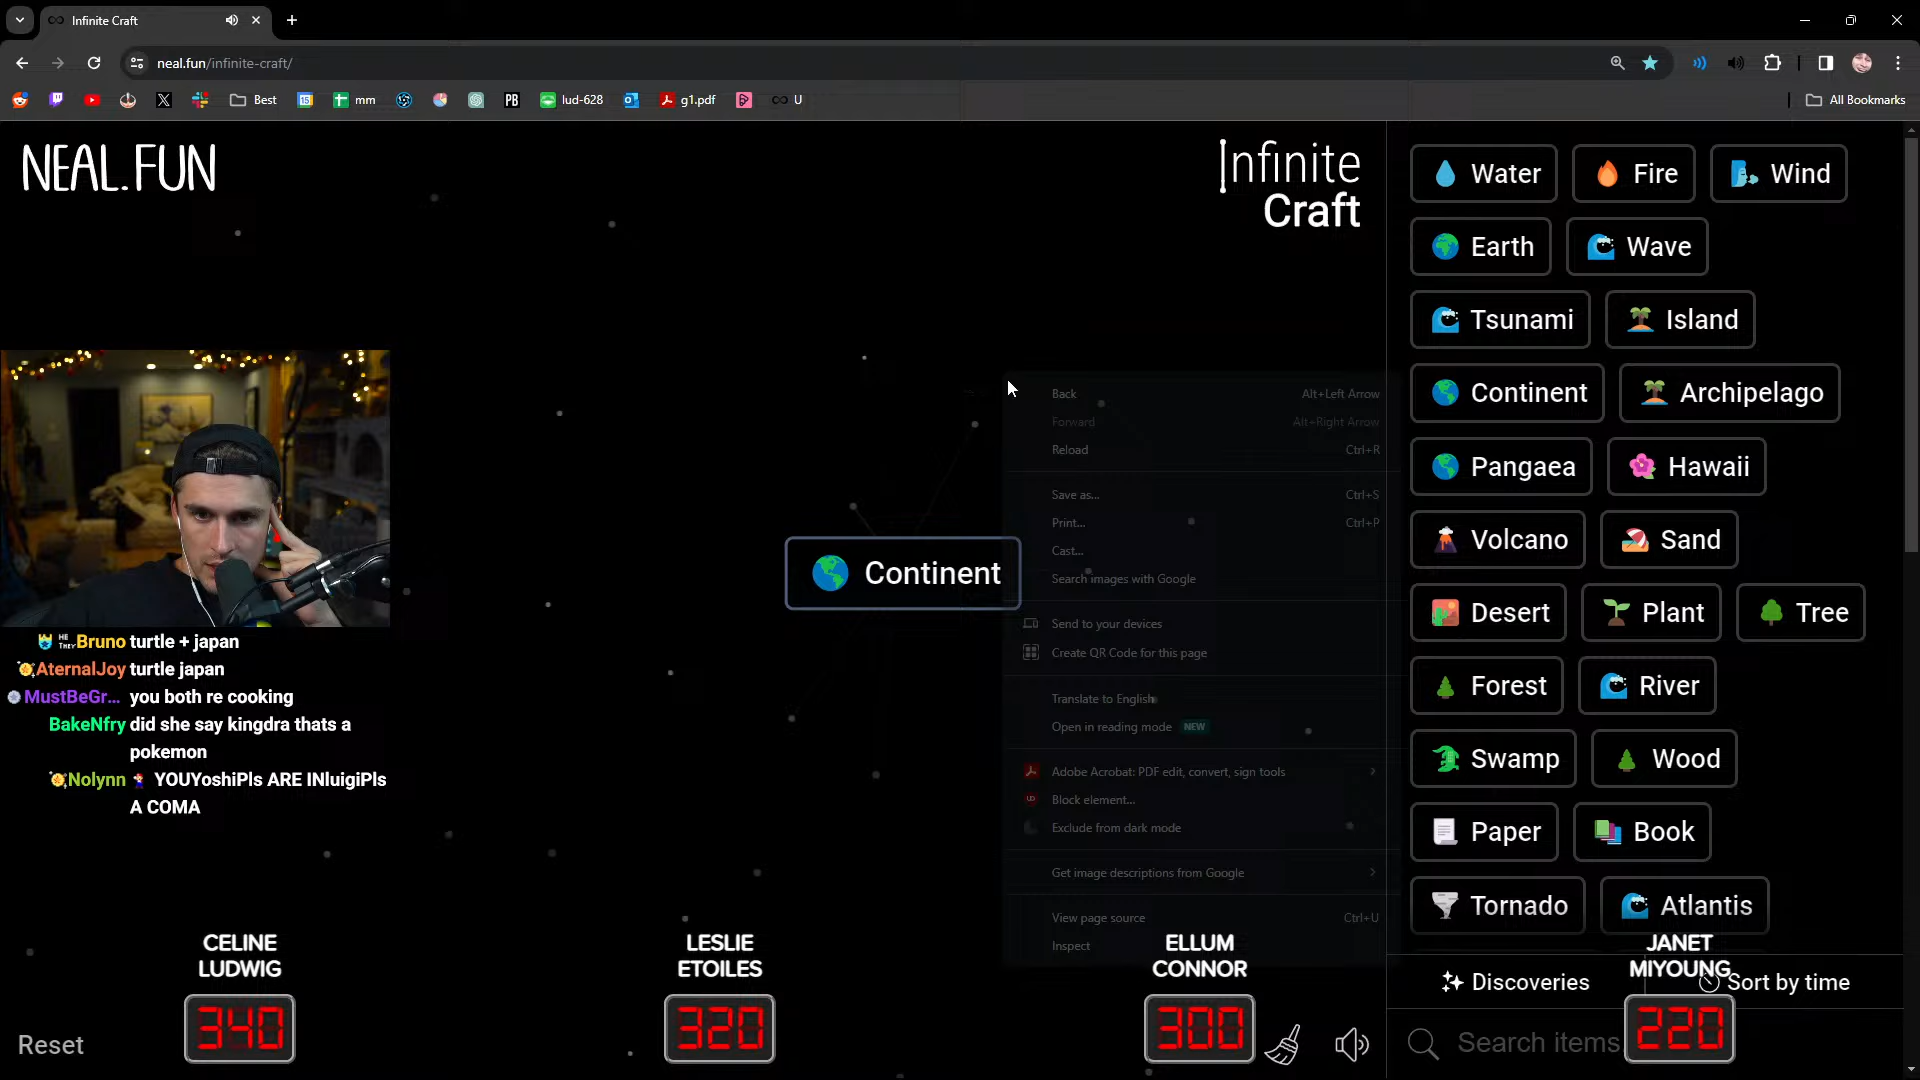 Infinite Craft
neal.fun/infinite-craft/
Best
mm
PB
lud-628
g1.pdf
U
All Bookmarks
NEAL.FUN
Infinite
Craft
Water
Fire
Wind
Earth
Wave
Tsunami
Island
Continent
Archipelago
Pangaea
Hawaii
Volcano
Sand
Desert
Plant
Tree
Forest
River
Swamp
Wood
Paper
Book
Tornado
Atlantis
Discoveries
Sort by time
Search items
Continent
Back Alt+Left Arrow
Forward Alt+Right Arrow
Reload Ctrl+R
Save as... Ctrl+S
Print... Ctrl+P
Cast...
Search images with Google
Send to your devices
Create QR Code for this page
Translate to English
Open in reading mode NEW
Adobe Acrobat: PDF edit, convert, sign tools
Block element...
Exclude from dark mode
Get image descriptions from Google
View page source Ctrl+U
Inspect
Bruno turtle + japan
AternalJoy turtle japan
MustBeGr... you both re cooking
BakeNfry did she say kingdra thats a
pokemon
Nolynn YOUYoshiPls ARE INluigiPls
A COMA
CELINE
LUDWIG
340
LESLIE
ETOILES
320
ELLUM
CONNOR
300
JANET
MIYOUNG
220
Reset